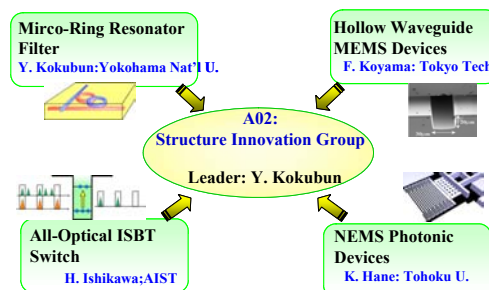 Mirco-Ring Resonator
Filter
Y. Kokubun:Yokohama Nat'l U.
Hollow Waveguide
MEMS Devices
F. Koyama: Tokyo Tech
A02:
Structure Innovation Group
Leader: Y. Kokubun
All-Optical ISBT
Switch
H. Ishikawa;AIST
NEMS Photonic
Devices
K. Hane: Tohoku U.